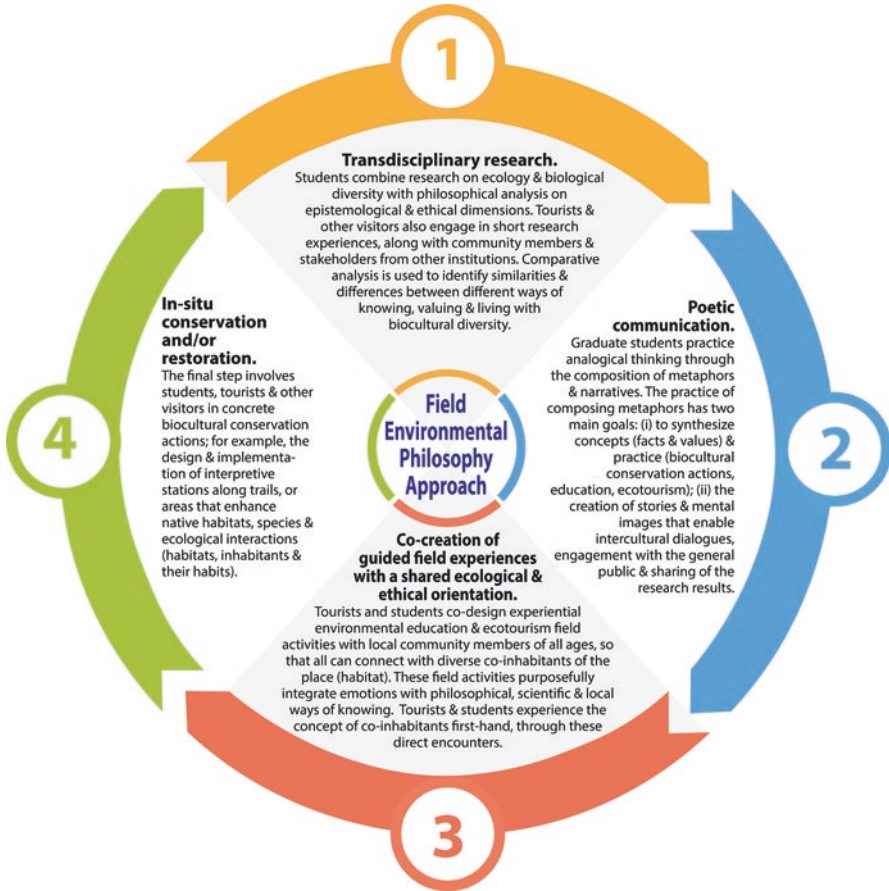 1
Transdisciplinary research.
Students combine research on ecology & biological
diversity with philosophical analysis on
epistemological & ethical dimensions. Tourists &
other visitors also engage in short research
experiences, along with community members &
stakeholders from other institutions. Comparative
analysis is used to identify similarities &
differences between different ways of
knowing, valuing & living with
biocultural diversity.
2
Poetic
communication.
Graduate students practice
analogical thinking through
the composition of metaphors
& narratives. The practice of
composing metaphors has two
main goals: (i) to synthesize
concepts (facts & values) &
practice (biocultural
conservation actions,
education, ecotourism); (ii) the
creation of stories & mental
images that enable
intercultural dialogues,
engagement with the general
public & sharing of the
research results.
Field
Environmental
Philosophy
Approach
3
Co-creation of
guided field experiences
with a shared ecological &
ethical orientation.
Tourists and students co-design experiential
environmental education & ecotourism field
activities with local community members of all ages, so
that all can connect with diverse co-inhabitants of the
place (habitat). These field activities purposefully
integrate emotions with philosophical, scientific & local
ways of knowing. Tourists & students experience the
concept of co-inhabitants first-hand, through these
direct encounters.
4
In-situ
conservation
and/or
restoration.
The final step involves
students, tourists & other
visitors in concrete
biocultural conservation
actions; for example, the
design & implementa-
tion of interpretive
stations along trails, or
areas that enhance
native habitats, species &
ecological interactions
(habitats, inhabitants &
their habits).